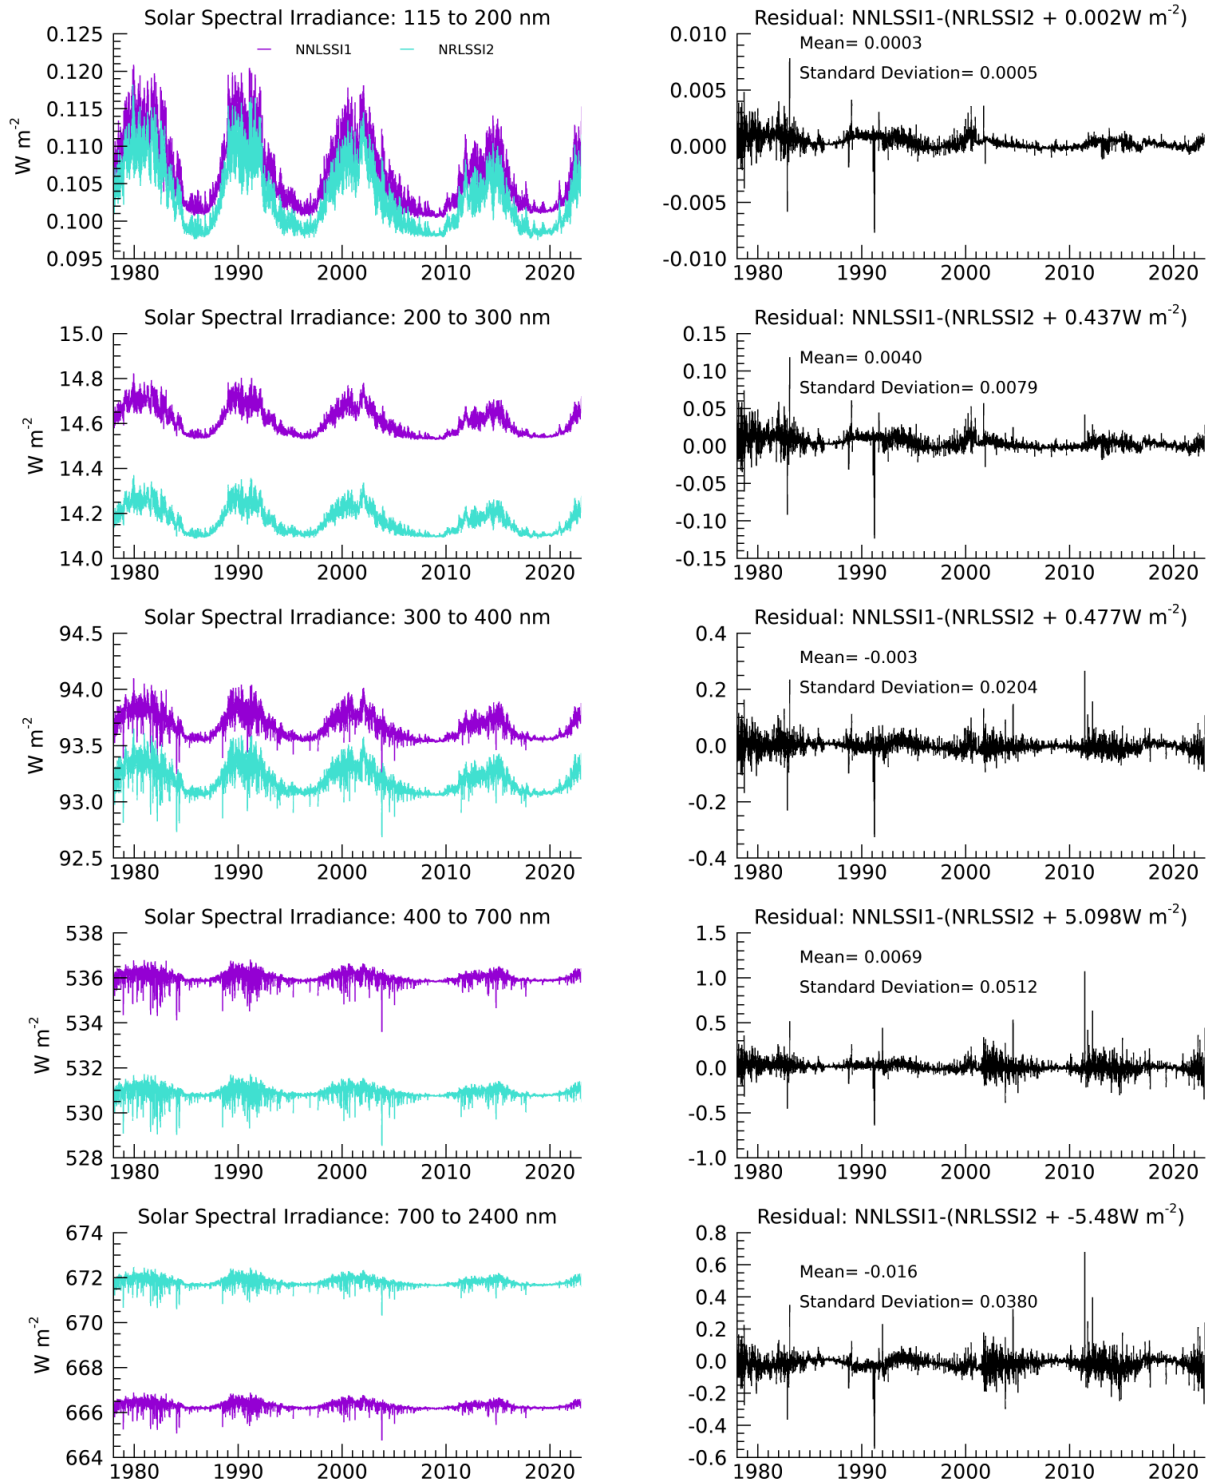 Solar Spectral Irradiance: 115 to 200 nm
NNLSSI1 NRLSSI2
W m-2
0.125
0.120
0.115
0.110
0.105
0.100
0.095
1980 1990 2000 2010 2020
Residual: NNLSSI1-(NRLSSI2 + 0.002W m-2)
Mean= 0.0003
Standard Deviation= 0.0005
0.010
0.005
0.000
-0.005
-0.010
1980 1990 2000 2010 2020
Solar Spectral Irradiance: 200 to 300 nm
W m-2
15.0
14.8
14.6
14.4
14.2
14.0
1980 1990 2000 2010 2020
Residual: NNLSSI1-(NRLSSI2 + 0.437W m-2)
Mean= 0.0040
Standard Deviation= 0.0079
0.15
0.10
0.05
0.00
-0.05
-0.10
-0.15
1980 1990 2000 2010 2020
Solar Spectral Irradiance: 300 to 400 nm
W m-2
94.5
94.0
93.5
93.0
92.5
1980 1990 2000 2010 2020
Residual: NNLSSI1-(NRLSSI2 + 0.477W m-2)
Mean= -0.003
Standard Deviation= 0.0204
0.4
0.2
0.0
-0.2
-0.4
1980 1990 2000 2010 2020
Solar Spectral Irradiance: 400 to 700 nm
W m-2
538
536
534
532
530
528
1980 1990 2000 2010 2020
Residual: NNLSSI1-(NRLSSI2 + 5.098W m-2)
Mean= 0.0069
Standard Deviation= 0.0512
1.5
1.0
0.5
0.0
-0.5
-1.0
1980 1990 2000 2010 2020
Solar Spectral Irradiance: 700 to 2400 nm
W m-2
674
672
670
668
666
664
1980 1990 2000 2010 2020
Residual: NNLSSI1-(NRLSSI2 + -5.48W m-2)
Mean= -0.016
Standard Deviation= 0.0380
0.8
0.6
0.4
0.2
0.0
-0.2
-0.4
-0.6
1980 1990 2000 2010 2020